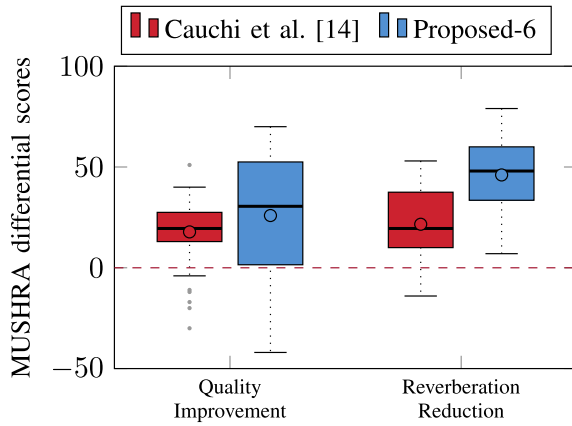 Cauchi et al. [14] Proposed-6
MUSHRA differential scores
100
50
0
−50
Quality
Improvement
Reverberation
Reduction